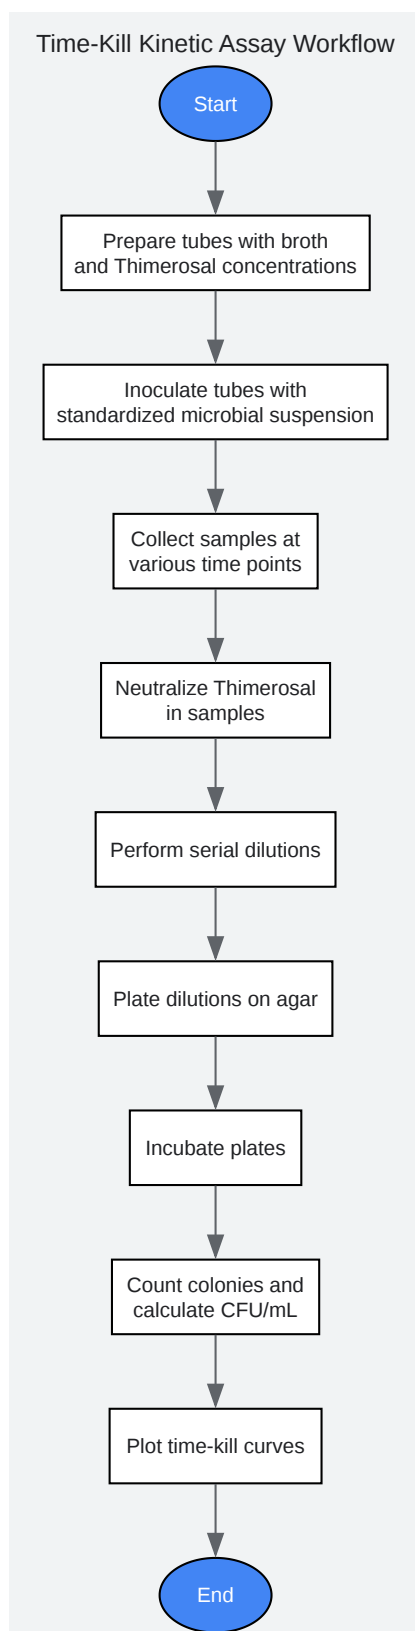 Time-Kill Kinetic Assay Workflow
Start
Prepare tubes with broth
and Thimerosal concentrations
Inoculate tubes with
standardized microbial suspension
Collect samples at
various time points
Neutralize Thimerosal
in samples
Perform serial dilutions
Plate dilutions on agar
Incubate plates
Count colonies and
calculate CFU/mL
Plot time-kill curves
End